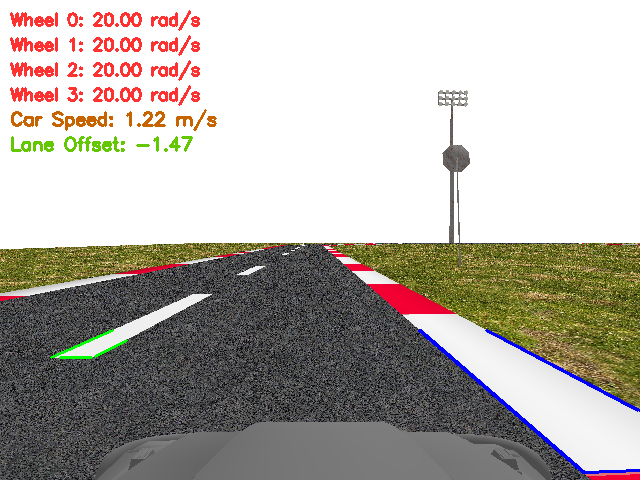 Wheel 0: 20.00 rad/s
Wheel 1: 20.00 rad/s
Wheel 2: 20.00 rad/s
Wheel 3: 20.00 rad/s
Car Speed: 1.22 m/s
Lane Offset: -1.47